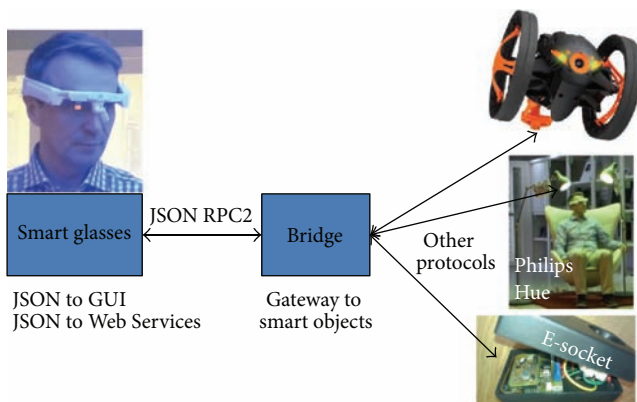 Smart glasses
JSON RPC2
Bridge
Other
protocols
Philips
Hue
E-socket
JSON to GUI
JSON to Web Services
Gateway to
smart objects